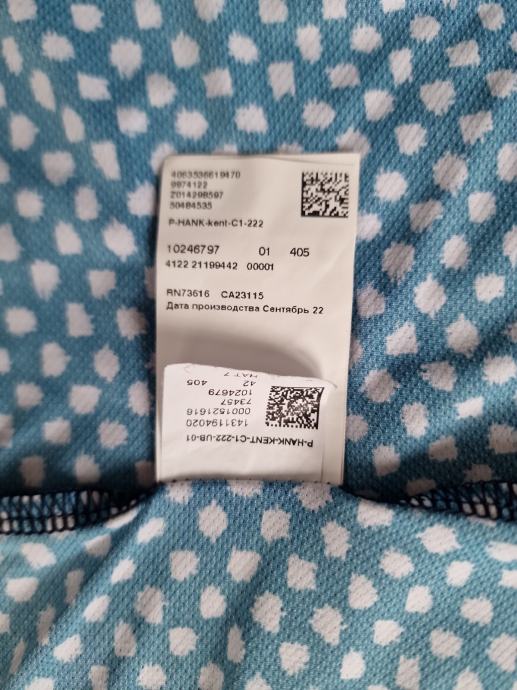 4063536619470
9974122
2014298597
50484535
P-HANK-kent-C1-222
10246797 01 405
4122 21199442 00001
RN73616 CA23115
Дата производства Сентябрь 22
P-HANK-KENT-C1-222-UB-01
1431194020
0001521616
73457
1024679
42 405